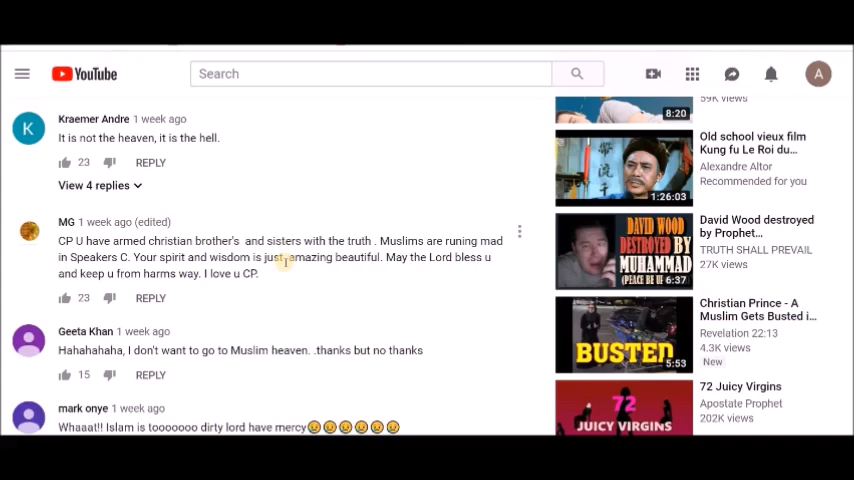 YouTube
Search
A
K
Kraemer Andre 1 week ago
It is not the heaven, it is the hell.
23 REPLY
View 4 replies
MG 1 week ago (edited)
CP U have armed christian brother's and sisters with the truth . Muslims are runing mad
in Speakers C. Your spirit and wisdom is just amazing beautiful. May the Lord bless u
and keep u from harms way. I love u CP.
23 REPLY
Geeta Khan 1 week ago
Hahahahaha, I don't want to go to Muslim heaven. .thanks but no thanks
15 REPLY
mark onye 1 week ago
Whaaat!! Islam is tooooooo dirty lord have mercy😢😢😢😢😢😢
59K views
8:20
Old school vieux film
Kung fu Le Roi du...
Alexandre Altor
Recommended for you
1:26:03
David Wood destroyed
by Prophet...
TRUTH SHALL PREVAIL
27K views
DAVID WOOD
DESTROYED
BY
MUHAMMAD
(PEACE BE U
6:37
Christian Prince - A
Muslim Gets Busted i...
Revelation 22:13
4.3K views
New
BUSTED
5:53
72 Juicy Virgins
Apostate Prophet
202K views
72
JUICY VIRGINS